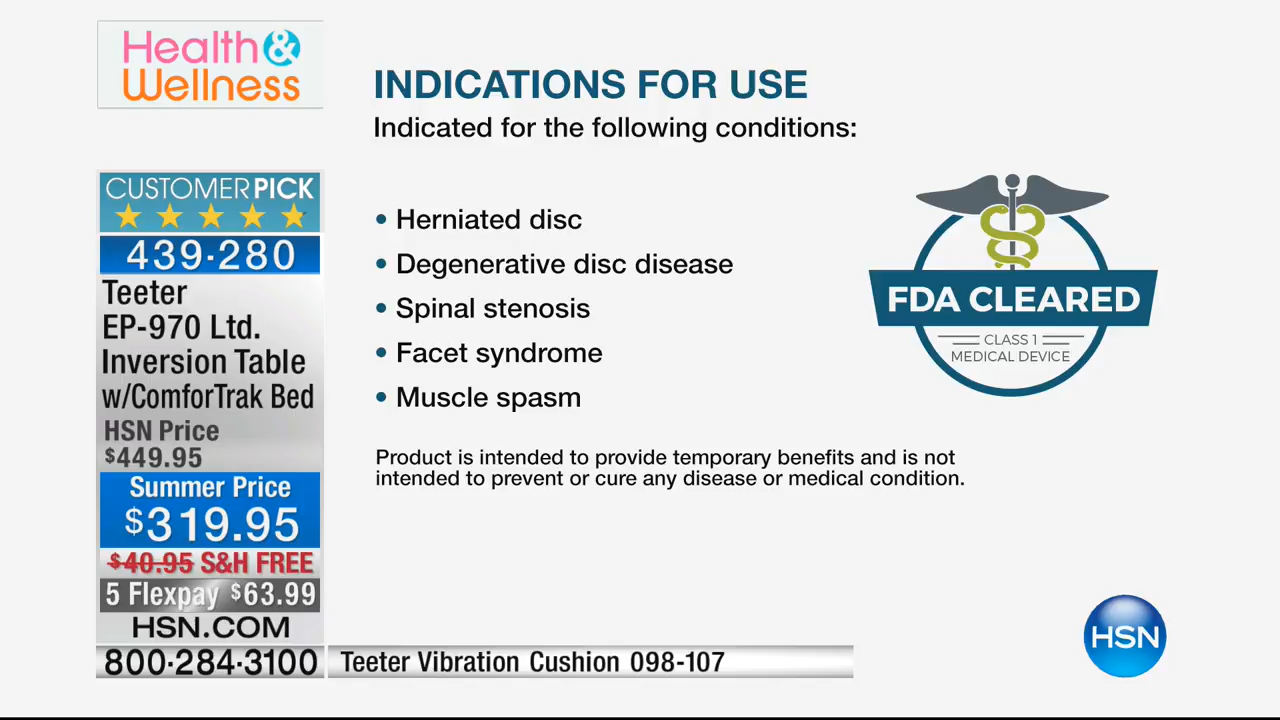 Health &
Wellness
INDICATIONS FOR USE
Indicated for the following conditions:
CUSTOMER PICK
439·280
Teeter
EP-970 Ltd.
Inversion Table
w/ComforTrak Bed
HSN Price
$449.95
Summer Price
$319.95
$40.95 S&H FREE
5 Flexpay $63.99
HSN.COM
800·284·3100
• Herniated disc
• Degenerative disc disease
• Spinal stenosis
• Facet syndrome
• Muscle spasm
Product is intended to provide temporary benefits and is not
intended to prevent or cure any disease or medical condition.
FDA CLEARED
CLASS 1
MEDICAL DEVICE
HSN
Teeter Vibration Cushion 098-107